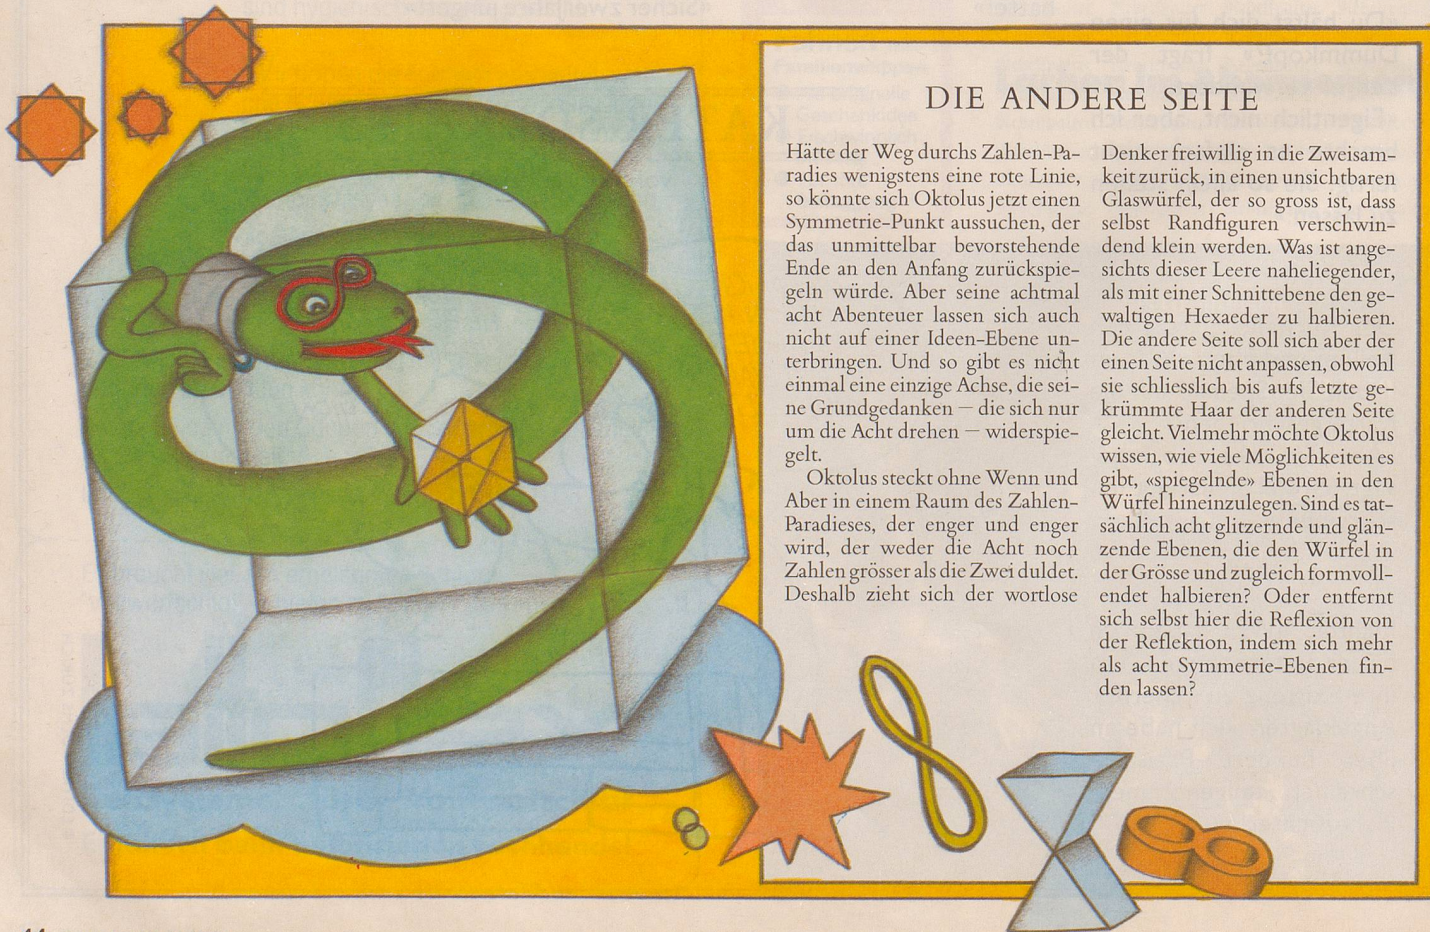 DIE ANDERE SEITE
Hätte der Weg durchs Zahlen-Pa-
radies wenigstens eine rote Linie,
so könnte sich Oktolus jetzt einen
Symmetrie-Punkt aussuchen, der
das unmittelbar bevorstehende
Ende an den Anfang zurückspie-
geln würde. Aber seine achtmal
acht Abenteuer lassen sich auch
nicht auf einer Ideen-Ebene un-
terbringen. Und so gibt es nicht
einmal eine einzige Achse, die sei-
ne Grundgedanken — die sich nur
um die Acht drehen — widerspie-
gelt.
Oktolus steckt ohne Wenn und
Aber in einem Raum des Zahlen-
Paradieses, der enger und enger
wird, der weder die Acht noch
Zahlen grösser als die Zwei duldet.
Deshalb zieht sich der wortlose
Denker freiwillig in die Zweisam-
keit zurück, in einen unsichtbaren
Glaswürfel, der so gross ist, dass
selbst Randfiguren verschwin-
dend klein werden. Was ist ange-
sichts dieser Leere naheliegender,
als mit einer Schnittebene den ge-
waltigen Hexaeder zu halbieren.
Die andere Seite soll sich aber der
einen Seite nicht anpassen, obwohl
sie schliesslich bis aufs letzte ge-
krümmte Haar der anderen Seite
gleicht. Vielmehr möchte Oktolus
wissen, wie viele Möglichkeiten es
gibt, «spiegelnde» Ebenen in den
Würfel hineinzulegen. Sind es tat-
sächlich acht glitzernde und glän-
zende Ebenen, die den Würfel in
der Grösse und zugleich formvoll-
endet halbieren? Oder entfernt
sich selbst hier die Reflexion von
der Reflektion, indem sich mehr
als acht Symmetrie-Ebenen fin-
den lassen?